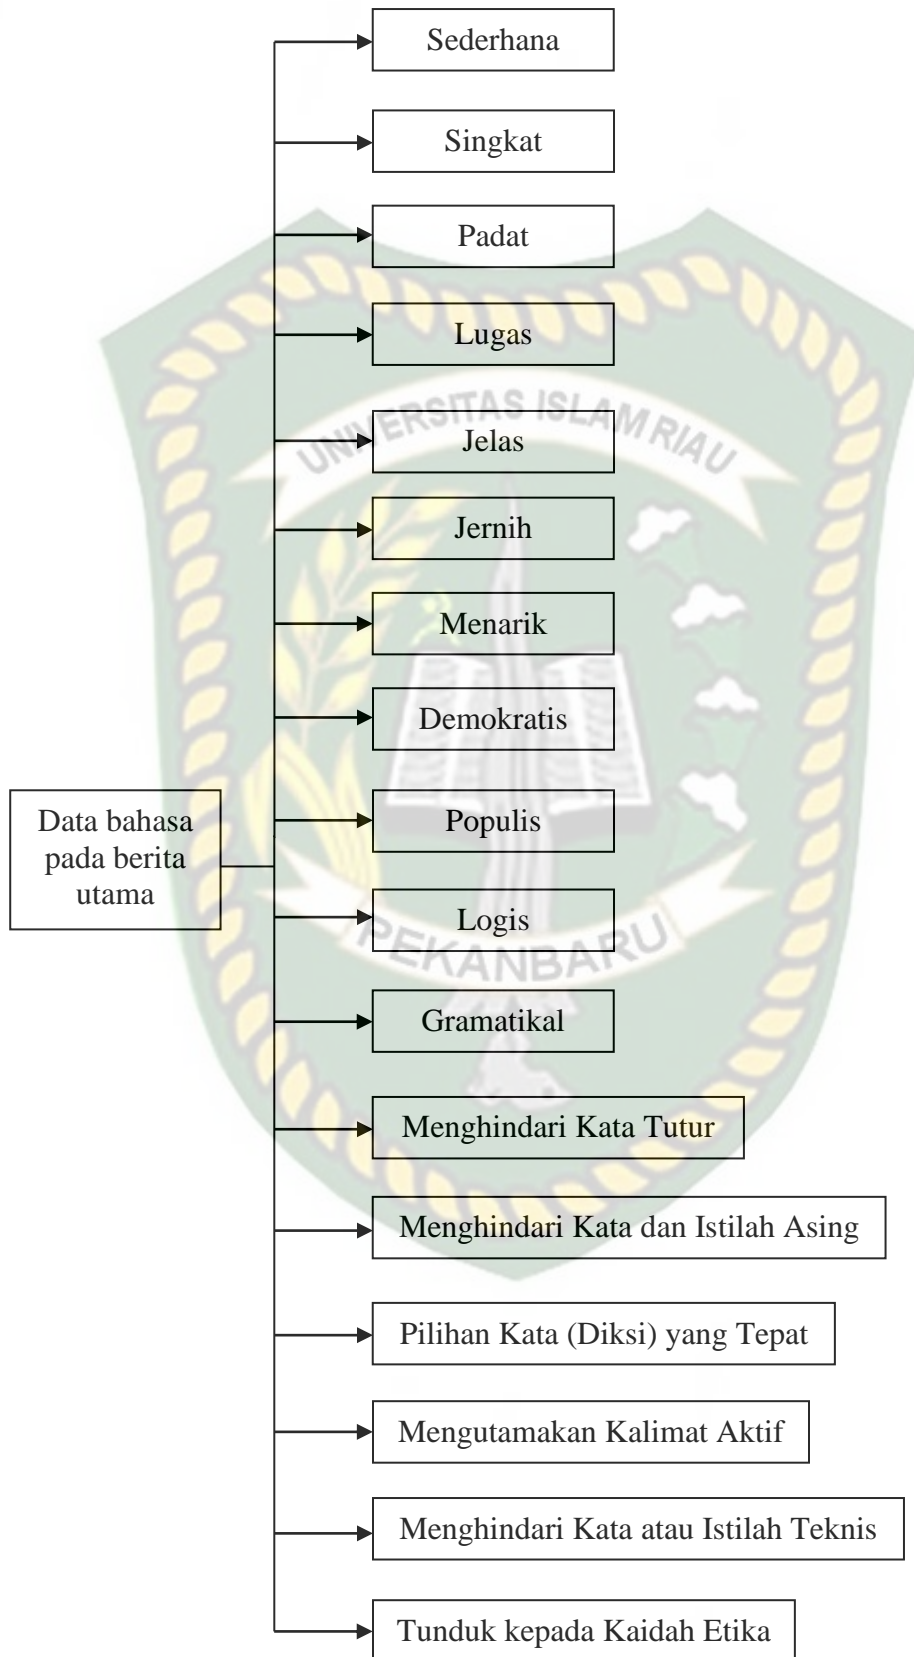 Sederhana
Singkat
Padat
Lugas
UNIVERSITAS ISLAM RIAU
Jelas
Jernih
Menarik
Demokratis
Data bahasa
pada berita
utama
Populis
Logis
PEKANBARU
Gramatikal
Menghindari Kata Tutur
Menghindari Kata dan Istilah Asing
Pilihan Kata (Diksi) yang Tepat
Mengutamakan Kalimat Aktif
Menghindari Kata atau Istilah Teknis
Tunduk kepada Kaidah Etika